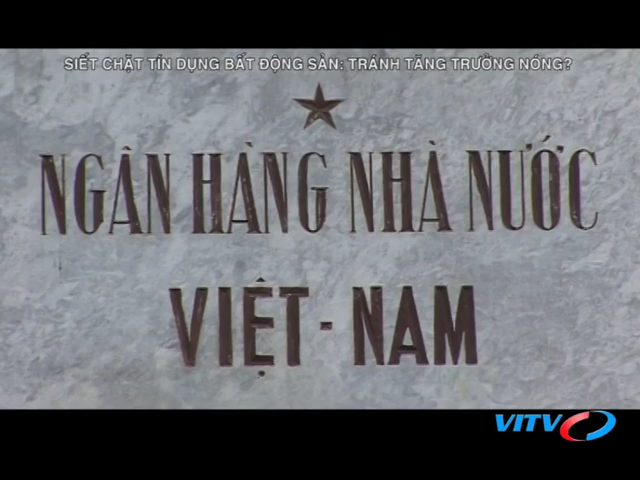 SIẾT CHẶT TÍN DỤNG BẤT ĐỘNG SẢN: TRÁNH TĂNG TRƯỞNG NÓNG?
NGÂN HÀNG NHÀ NƯỚC
VIỆT - NAM
VITV